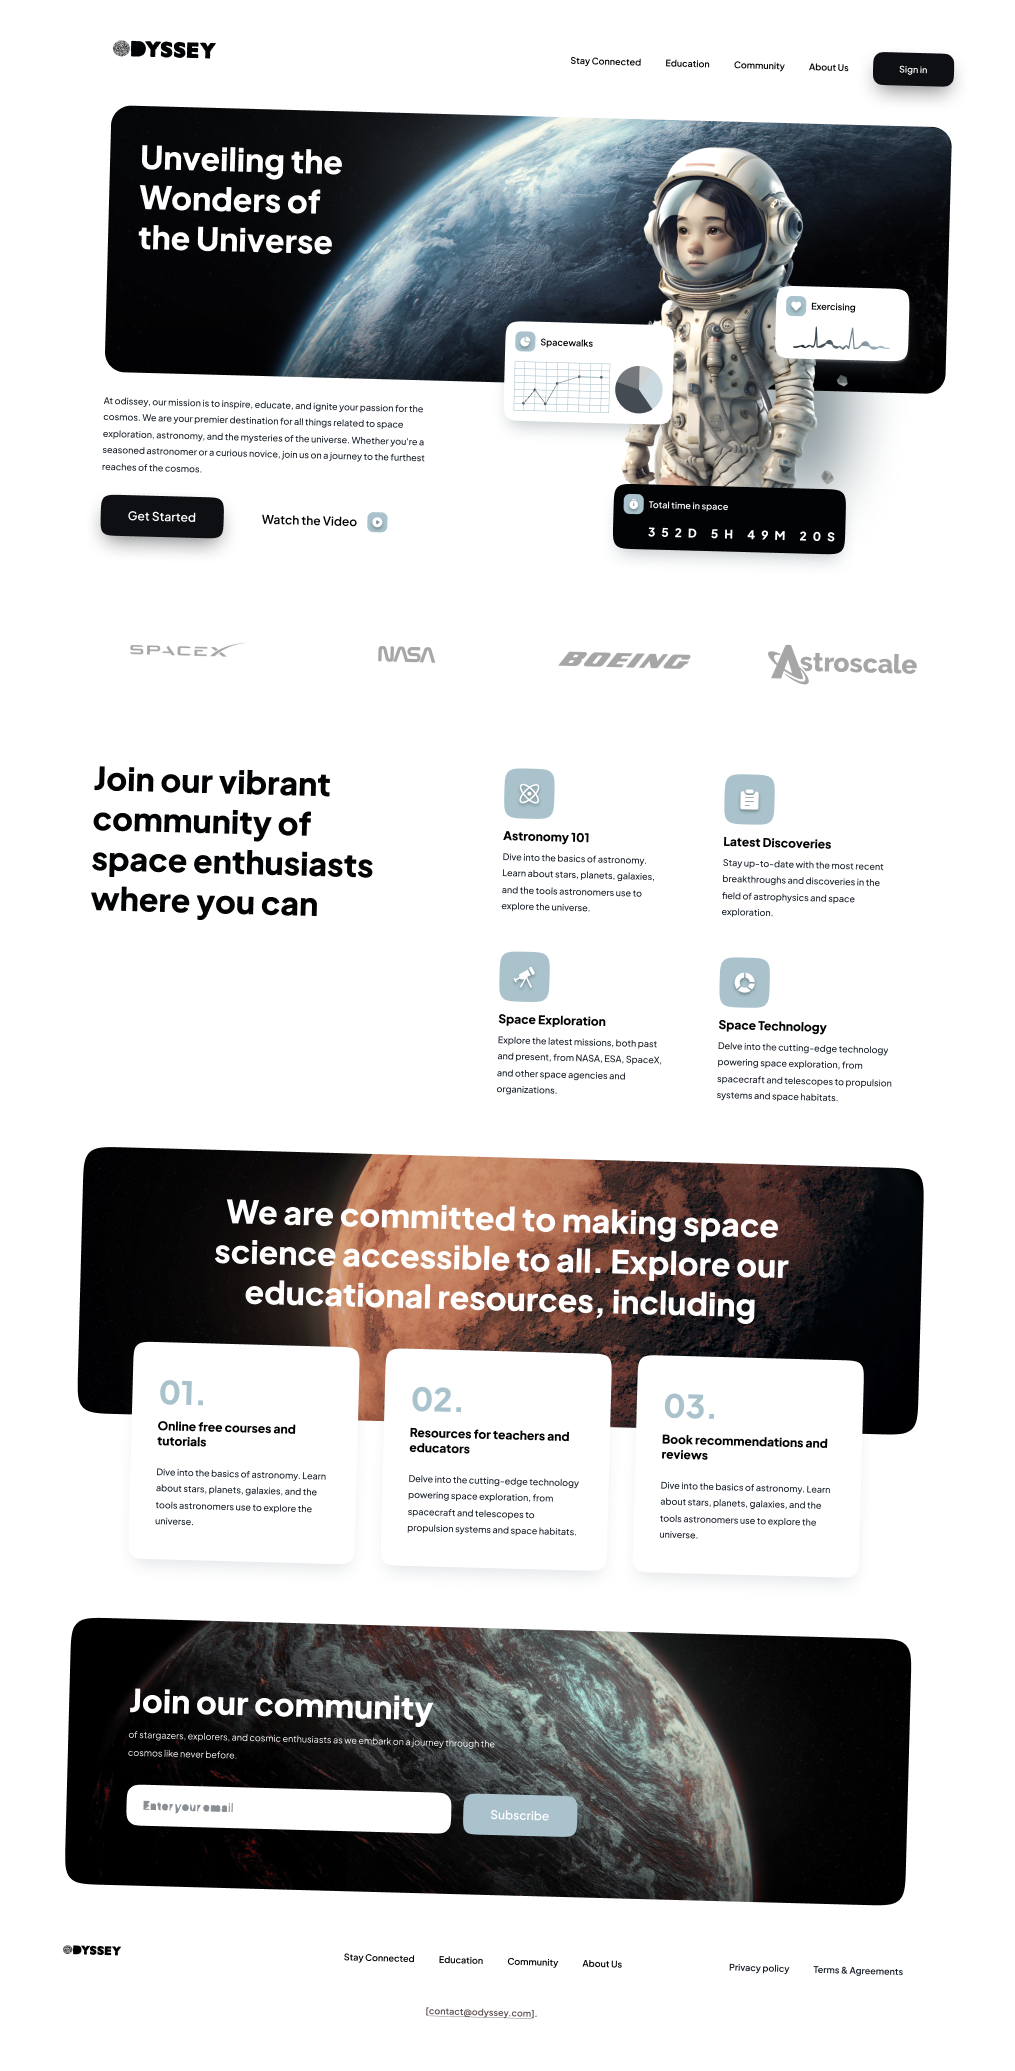 ODYSSEY
Stay Connected Education Community About Us Sign in
Unveiling the
Wonders of
the Universe
Exercising
Spacewalks
At odissey, our mission is to inspire, educate, and ignite your passion for the
cosmos. We are your premier destination for all things related to space
exploration, astronomy, and the mysteries of the universe. Whether you're a
seasoned astronomer or a curious novice, join us on a journey to the furthest
reaches of the cosmos.
Get Started
Watch the Video
Total time in space
352D 5H 49M 20S
SPACEX
NASA
BOEING
Astroscale
Join our vibrant
community of
space enthusiasts
where you can
Astronomy 101
Dive into the basics of astronomy.
Learn about stars, planets, galaxies,
and the tools astronomers use to
explore the universe.
Latest Discoveries
Stay up-to-date with the most recent
breakthroughs and discoveries in the
field of astrophysics and space
exploration.
Space Exploration
Explore the latest missions, both past
and present, from NASA, ESA, SpaceX,
and other space agencies and
organizations.
Space Technology
Delve into the cutting-edge technology
powering space exploration, from
spacecraft and telescopes to propulsion
systems and space habitats.
We are committed to making space
science accessible to all. Explore our
educational resources, including
01.
Online free courses and
tutorials
Dive into the basics of astronomy. Learn
about stars, planets, galaxies, and the
tools astronomers use to explore the
universe.
02.
Resources for teachers and
educators
Delve into the cutting-edge technology
powering space exploration, from
spacecraft and telescopes to
propulsion systems and space habitats.
03.
Book recommendations and
reviews
Dive into the basics of astronomy. Learn
about stars, planets, galaxies, and the
tools astronomers use to explore the
universe.
Join our community
of stargazers, explorers, and cosmic enthusiasts as we embark on a journey through the
cosmos like never before.
Enter your email
Subscribe
ODYSSEY
Stay Connected Education Community About Us
Privacy policy Terms & Agreements
[contact@odyssey.com].